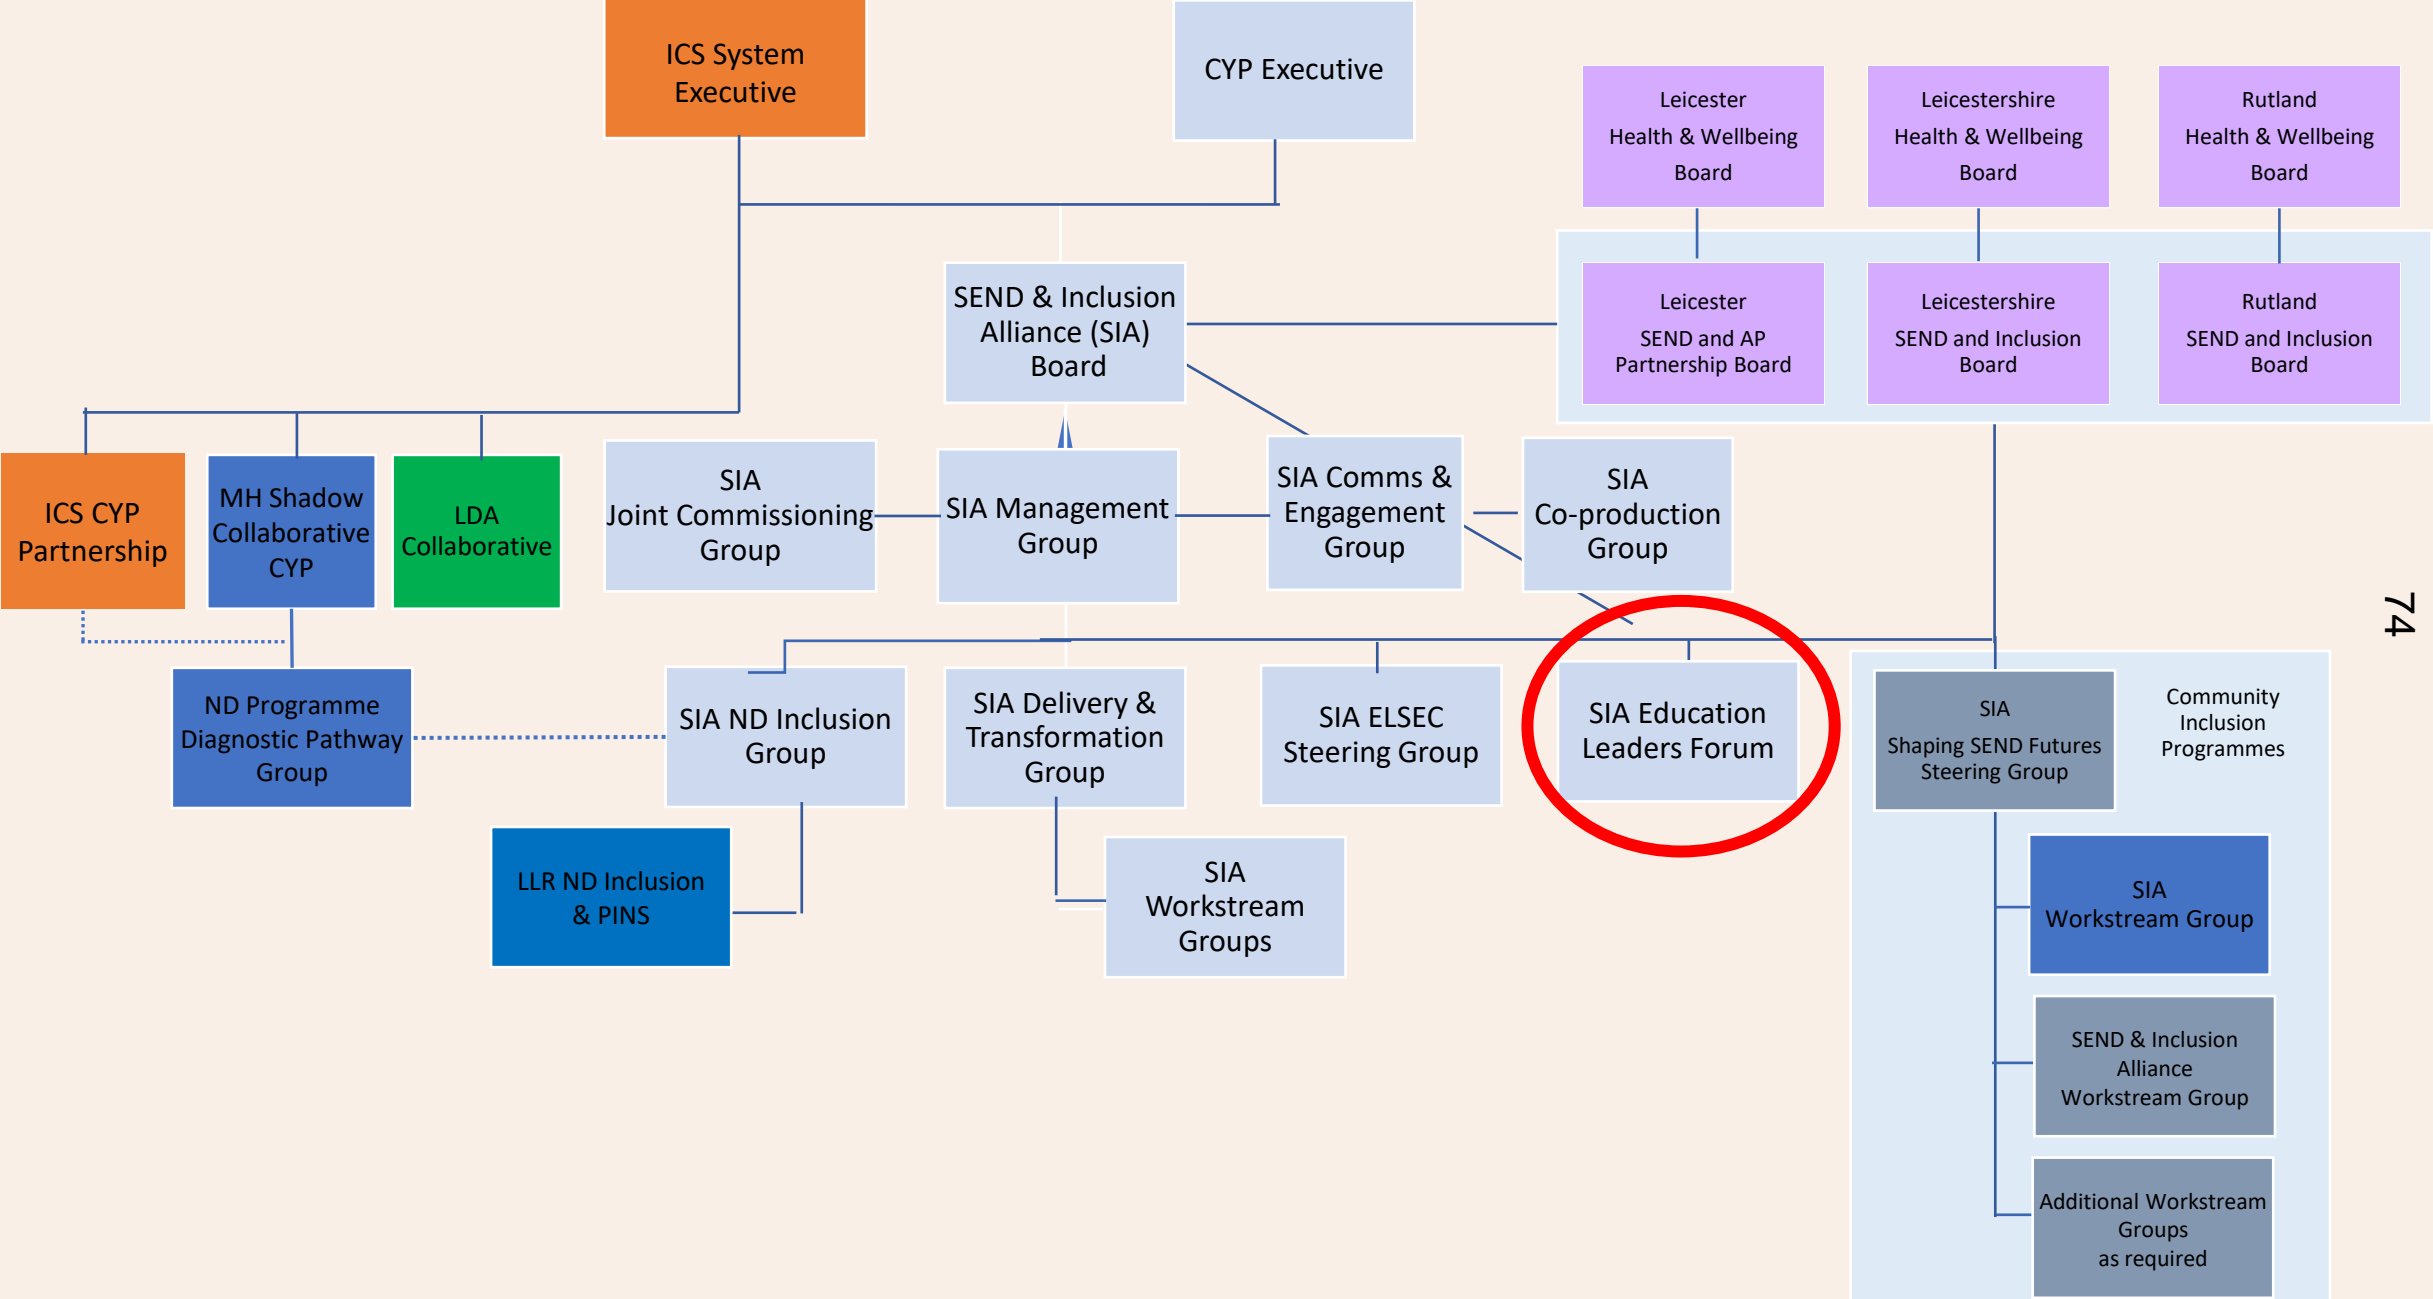 ICS System
Executive
CYP Executive
Leicester
Health & Wellbeing
Board
Leicestershire
Health & Wellbeing
Board
Rutland
Health & Wellbeing
Board
SEND & Inclusion
Alliance (SIA)
Board
Leicester
SEND and AP
Partnership Board
Leicestershire
SEND and Inclusion
Board
Rutland
SEND and Inclusion
Board
ICS CYP
Partnership
MH Shadow
Collaborative
CYP
LDA
Collaborative
SIA
Joint Commissioning
Group
SIA Management
Group
SIA Comms &
Engagement
Group
SIA
Co-production
Group
74
ND Programme
Diagnostic Pathway
Group
SIA ND Inclusion
Group
SIA Delivery &
Transformation
Group
SIA ELSEC
Steering Group
SIA Education
Leaders Forum
SIA
Shaping SEND Futures
Steering Group
Community
Inclusion
Programmes
LLR ND Inclusion
& PINS
SIA
Workstream
Groups
SIA
Workstream Group
SEND & Inclusion
Alliance
Workstream Group
Additional Workstream
Groups
as required